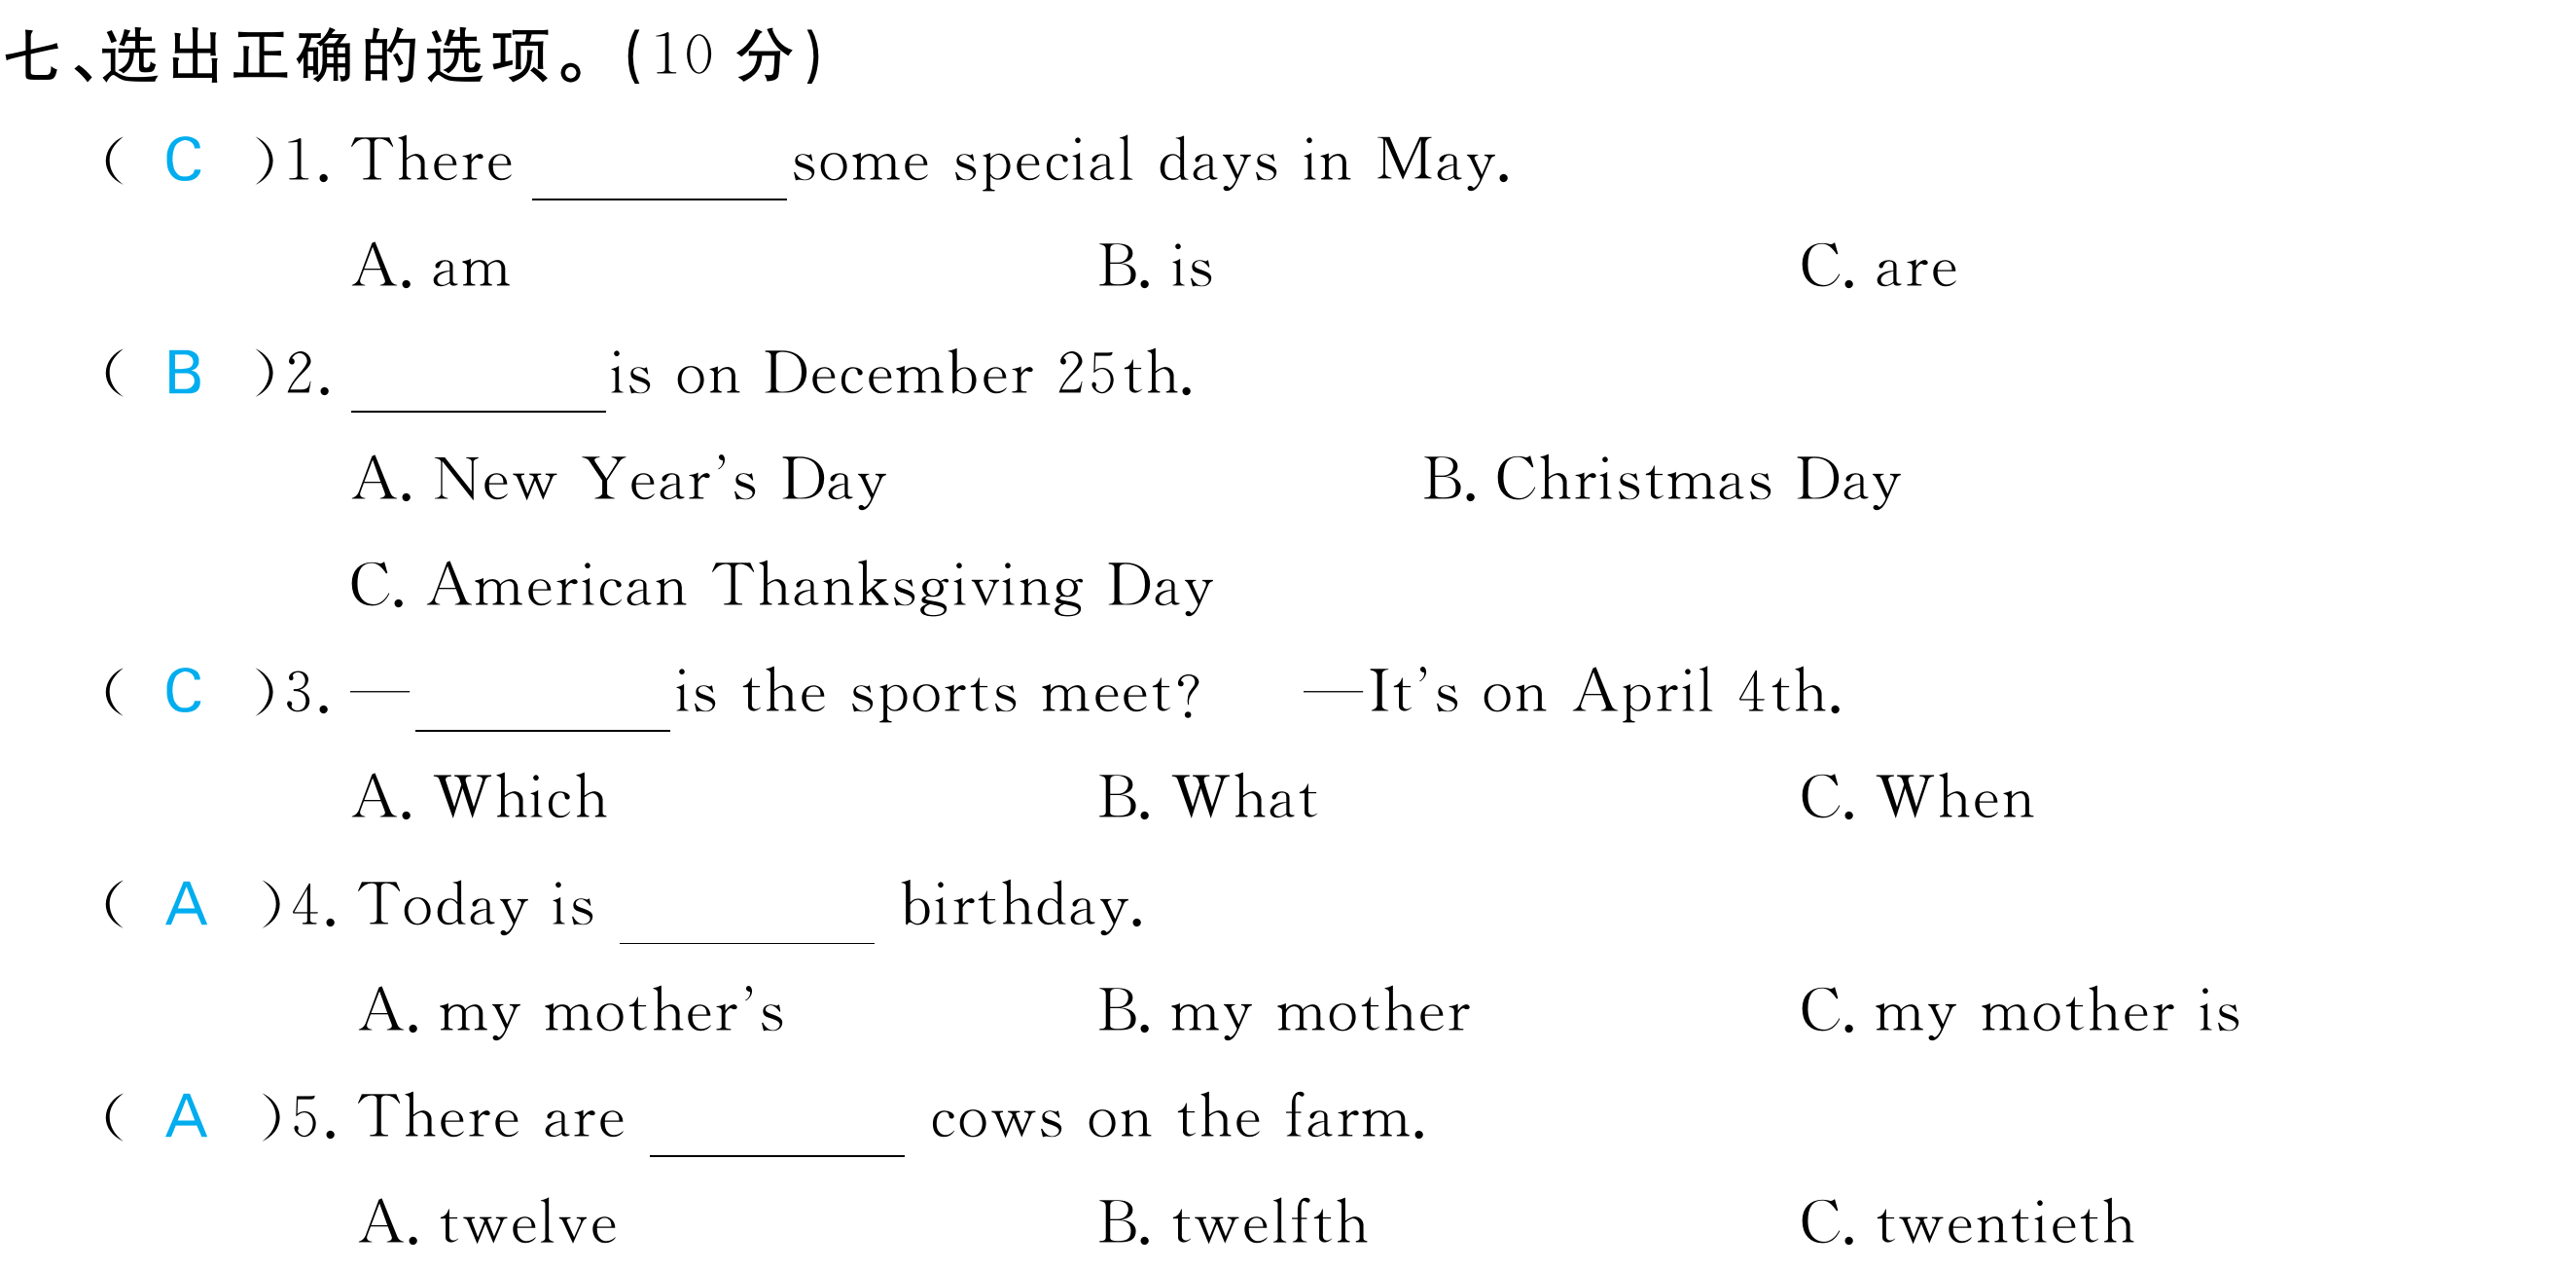 七、选出正确的选项。(10 分)
( C )1. There ________ some special days in May.
A. am B. is C. are
( B )2. ________ is on December 25th.
A. New Year’s Day B. Christmas Day
C. American Thanksgiving Day
( C )3. —________ is the sports meet? —It’s on April 4th.
A. Which B. What C. When
( A )4. Today is ________ birthday.
A. my mother’s B. my mother C. my mother is
( A )5. There are ________ cows on the farm.
A. twelve B. twelfth C. twentieth